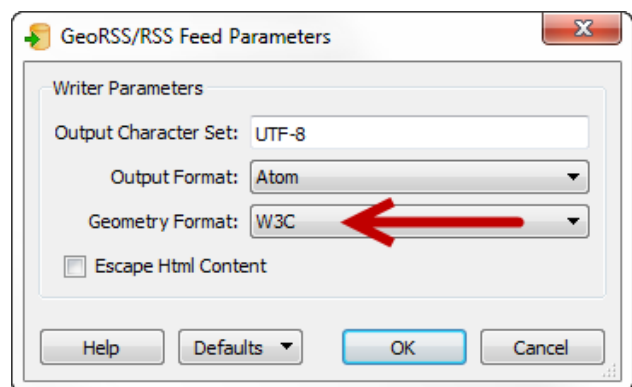 GeoRSS/RSS Feed Parameters
Writer Parameters
Output Character Set: UTF-8
Output Format: Atom
Geometry Format: W3C
Escape Html Content
Help Defaults OK Cancel